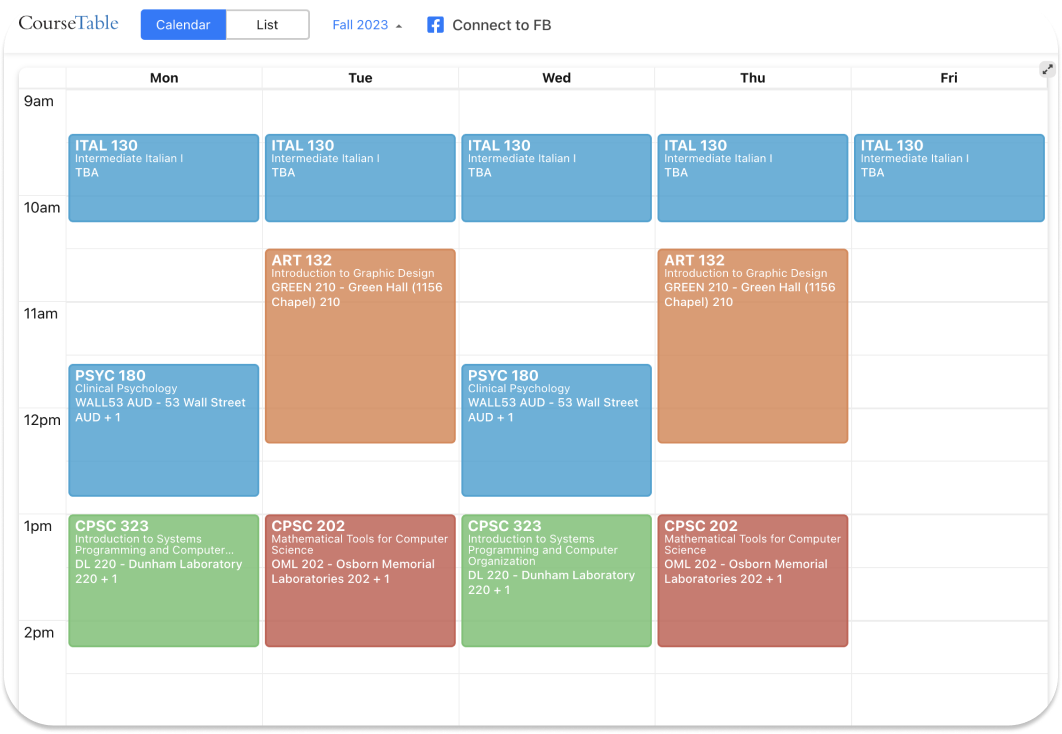 CourseTable
Calendar
List
Fall 2023
Connect to FB
Mon
Tue
Wed
Thu
Fri
9am
ITAL 130
Intermediate Italian I
TBA
ITAL 130
Intermediate Italian I
TBA
ITAL 130
Intermediate Italian I
TBA
ITAL 130
Intermediate Italian I
TBA
ITAL 130
Intermediate Italian I
TBA
10am
ART 132
Introduction to Graphic Design
GREEN 210 - Green Hall (1156
Chapel) 210
ART 132
Introduction to Graphic Design
GREEN 210 - Green Hall (1156
Chapel) 210
11am
PSYC 180
Clinical Psychology
WALL53 AUD - 53 Wall Street
AUD + 1
PSYC 180
Clinical Psychology
WALL53 AUD - 53 Wall Street
AUD + 1
12pm
1pm
CPSC 323
Introduction to Systems
Programming and Computer...
DL 220 - Dunham Laboratory
220 + 1
CPSC 202
Mathematical Tools for Computer
Science
OML 202 - Osborn Memorial
Laboratories 202 + 1
CPSC 323
Introduction to Systems
Programming and Computer
Organization
DL 220 - Dunham Laboratory
220 + 1
CPSC 202
Mathematical Tools for Computer
Science
OML 202 - Osborn Memorial
Laboratories 202 + 1
2pm